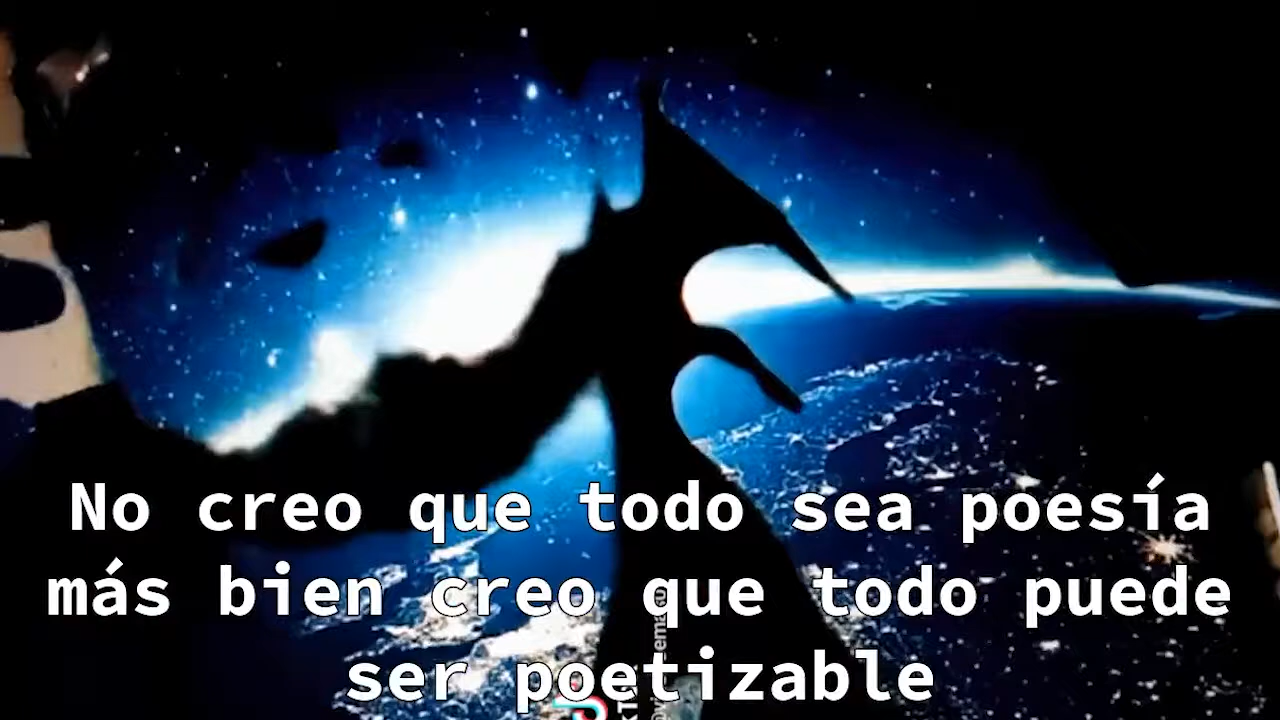 No creo que todo sea poesía
más bien creo que todo puede
ser poetizable